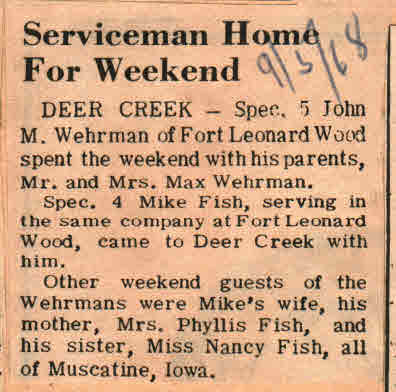 Serviceman Home
For Weekend
9/5/68
DEER CREEK — Spec. 5 John
M. Wehrman of Fort Leonard Wood
spent the weekend with his parents,
Mr. and Mrs. Max Wehrman.
Spec. 4 Mike Fish, serving in
the same company at Fort Leonard
Wood, came to Deer Creek with
him.
Other weekend guests of the
Wehrmans were Mike's wife, his
mother, Mrs. Phyllis Fish, and
his sister, Miss Nancy Fish, all
of Muscatine, Iowa.